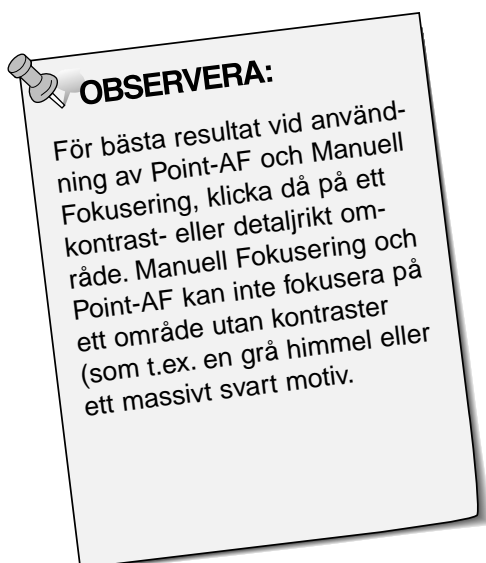 OBSERVERA:
För bästa resultat vid använd-
ning av Point-AF och Manuell
Fokusering, klicka då på ett
kontrast- eller detaljrikt om-
råde. Manuell Fokusering och
Point-AF kan inte fokusera på
ett område utan kontraster
(som t.ex. en grå himmel eller
ett massivt svart motiv.